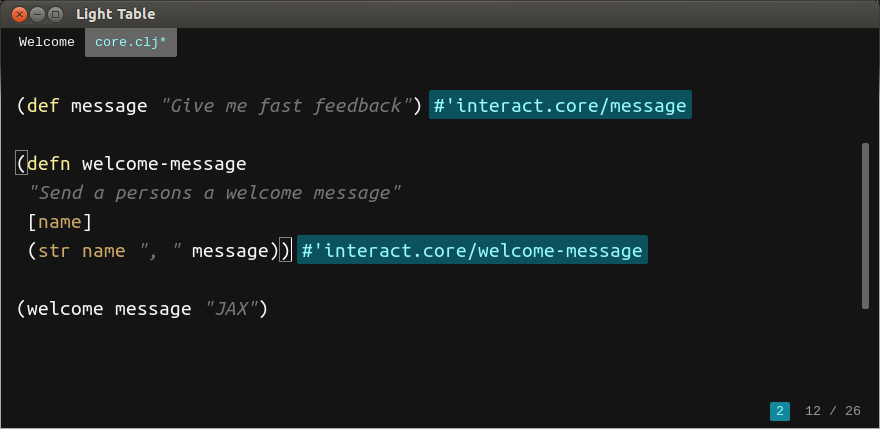 Light Table
Welcome core.clj*
(def message "Give me fast feedback") #'interact.core/message
(defn welcome-message
"Send a persons a welcome message"
[name]
(str name ", " message)) #'interact.core/welcome-message
(welcome message "JAX")
2 12 / 26